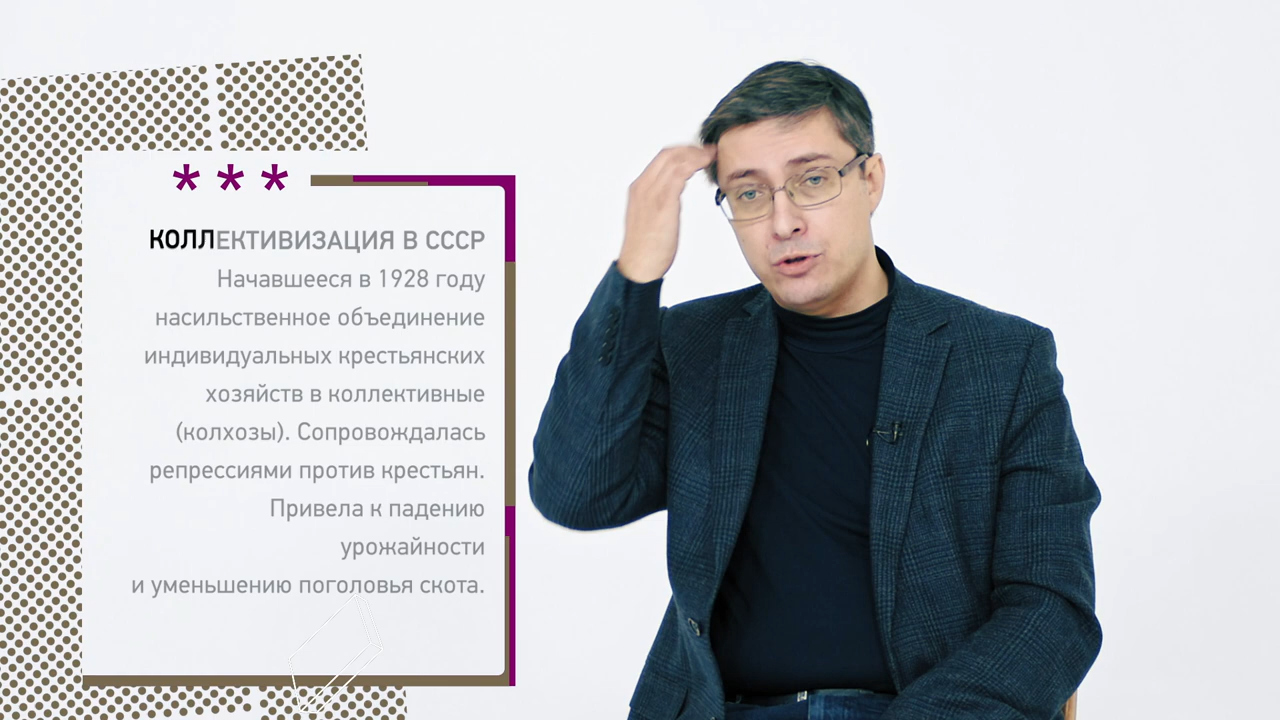 ***
КОЛЛЕКТИВИЗАЦИЯ В СССР
Начавшееся в 1928 году
насильственное объединение
индивидуальных крестьянских
хозяйств в коллективные
(колхозы). Сопровождалась
репрессиями против крестьян.
Привела к падению
урожайности
и уменьшению поголовья скота.